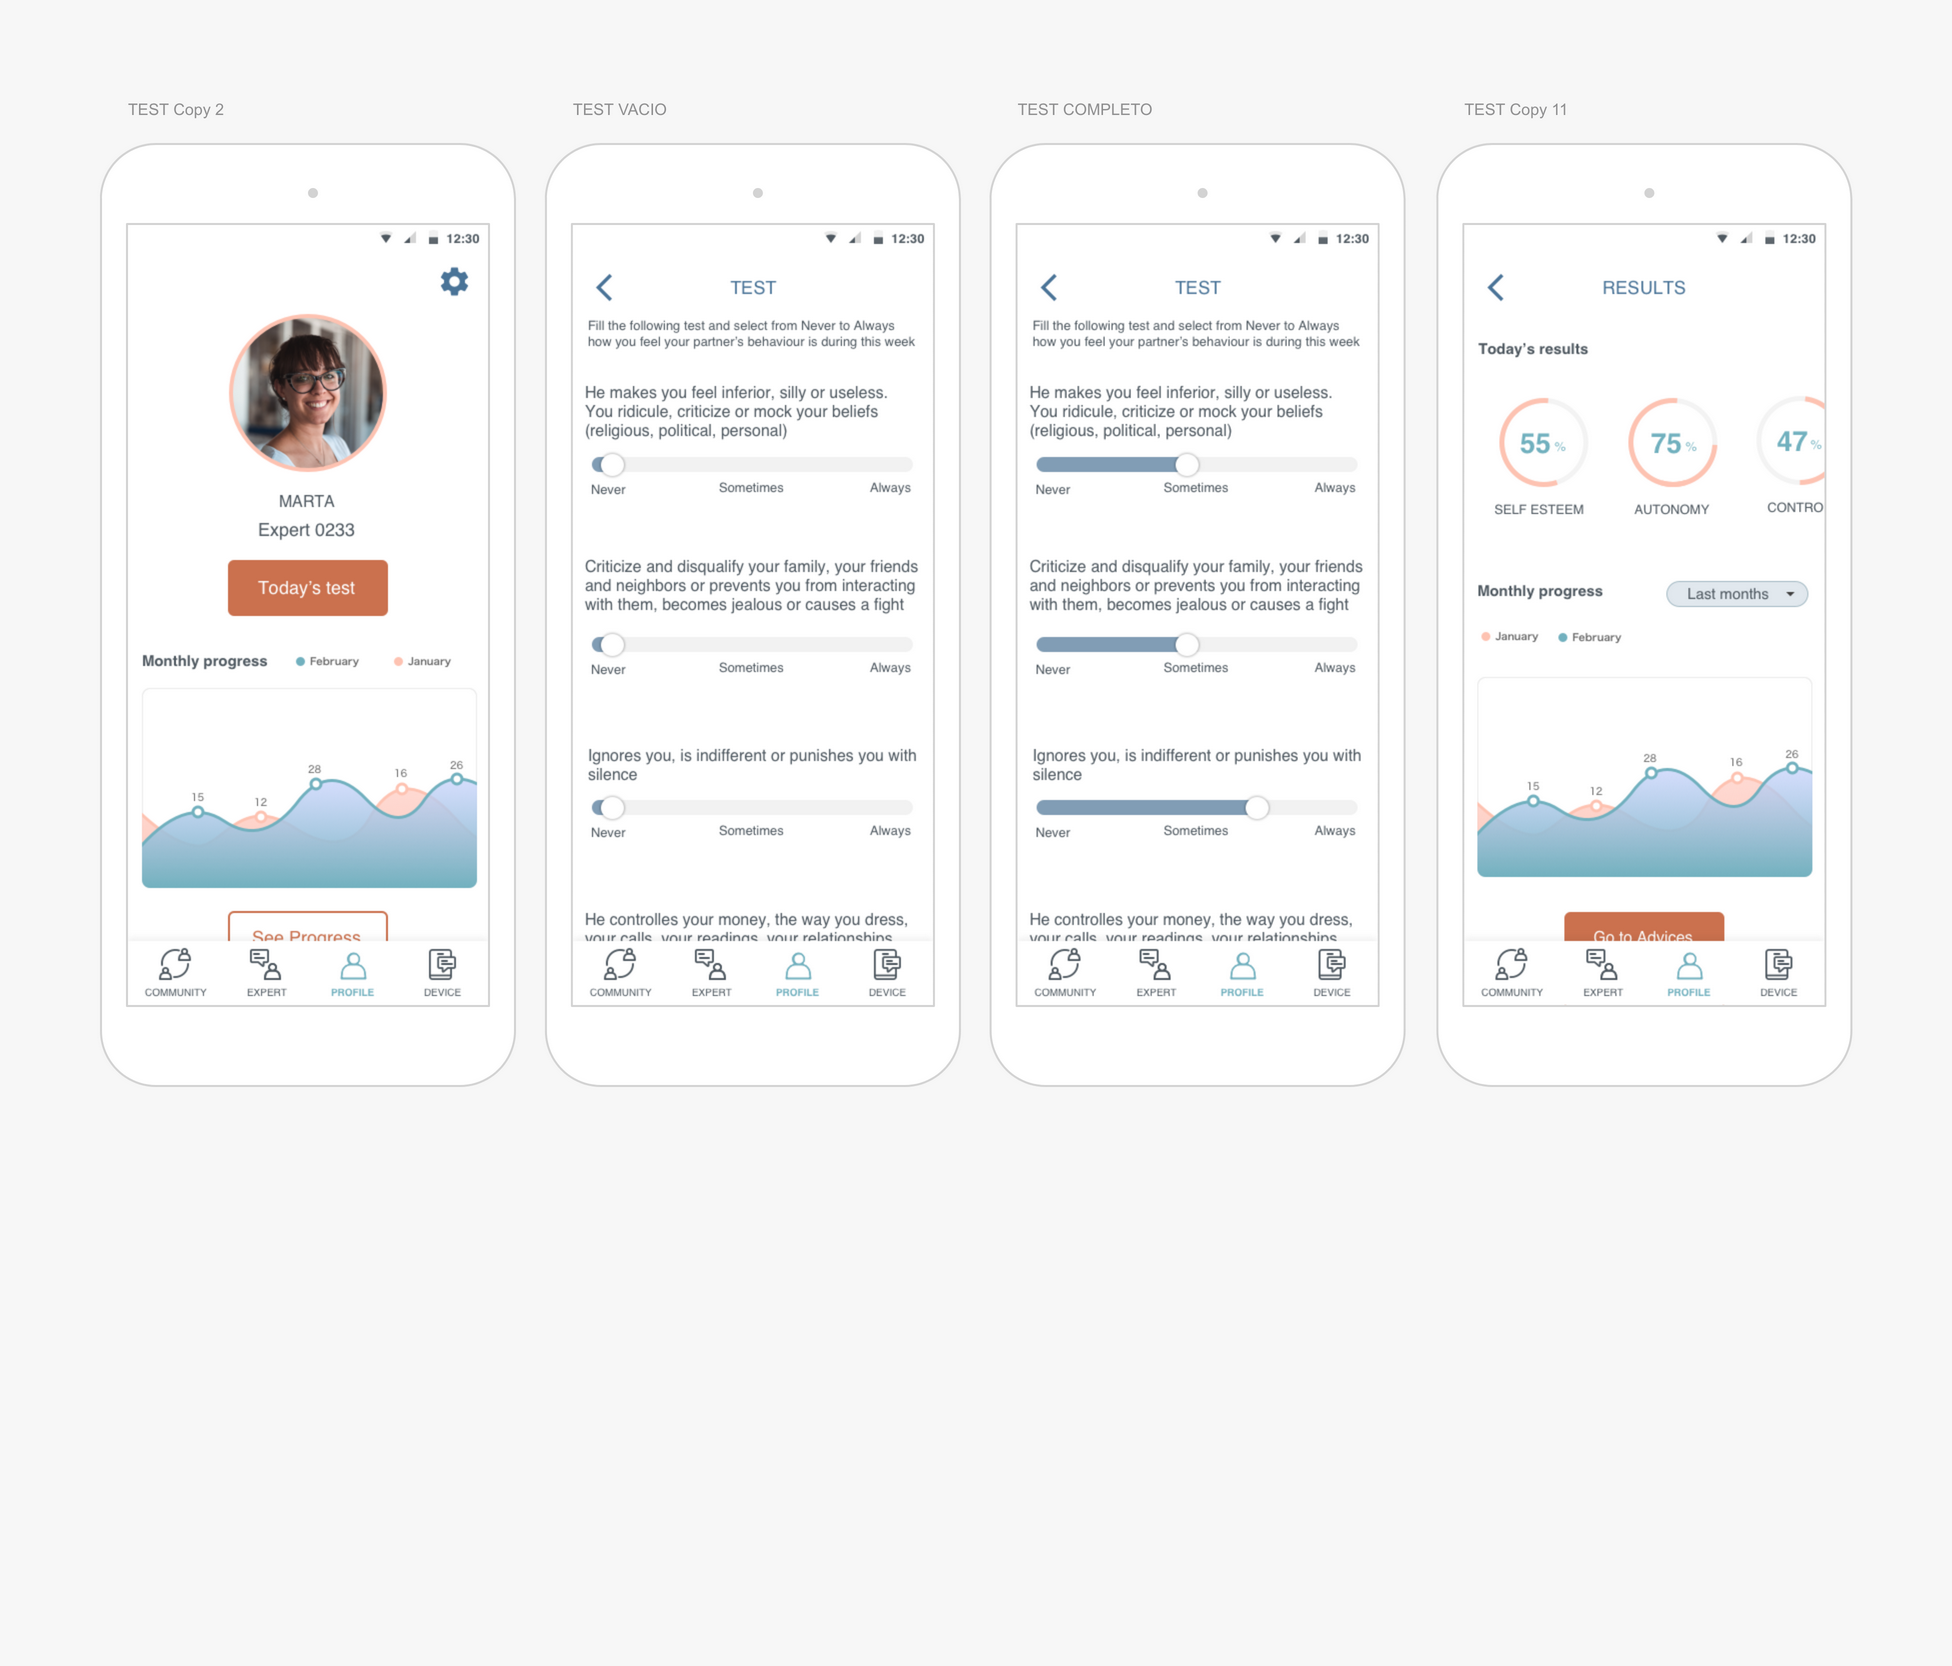 TEST Copy 2
12:30
MARTA
Expert 0233
Today's test
Monthly progress
February
January
15
12
28
16
26
See Progress
COMMUNITY
EXPERT
PROFILE
DEVICE
TEST VACIO
12:30
TEST
Fill the following test and select from Never to Always
how you feel your partner's behaviour is during this week
He makes you feel inferior, silly or useless.
You ridicule, criticize or mock your beliefs
(religious, political, personal)
Never
Sometimes
Always
Criticize and disqualify your family, your friends
and neighbors or prevents you from interacting
with them, becomes jealous or causes a fight
Never
Sometimes
Always
Ignores you, is indifferent or punishes you with
silence
Never
Sometimes
Always
He controlles your money, the way you dress,
your calls, your readings, your relationships
COMMUNITY
EXPERT
PROFILE
DEVICE
TEST COMPLETO
12:30
TEST
Fill the following test and select from Never to Always
how you feel your partner's behaviour is during this week
He makes you feel inferior, silly or useless.
You ridicule, criticize or mock your beliefs
(religious, political, personal)
Never
Sometimes
Always
Criticize and disqualify your family, your friends
and neighbors or prevents you from interacting
with them, becomes jealous or causes a fight
Never
Sometimes
Always
Ignores you, is indifferent or punishes you with
silence
Never
Sometimes
Always
He controlles your money, the way you dress,
your calls, your readings, your relationships
COMMUNITY
EXPERT
PROFILE
DEVICE
TEST Copy 11
12:30
RESULTS
Today's results
55 %
75 %
47 %
SELF ESTEEM
AUTONOMY
CONTRO
Monthly progress
Last months
January
February
15
12
28
16
26
Go to Advices
COMMUNITY
EXPERT
PROFILE
DEVICE